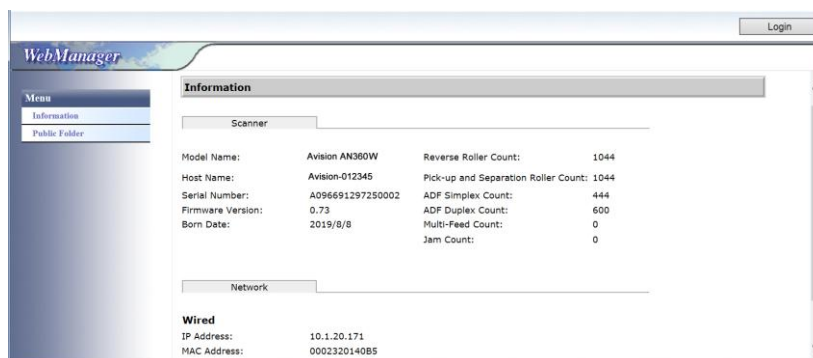 Login
WebManager
Menu
Information
Public Folder
Information
Scanner
Model Name: Avision AN360W Reverse Roller Count: 1044
Host Name: Avision-012345 Pick-up and Separation Roller Count: 1044
Serial Number: A096691297250002 ADF Simplex Count: 444
Firmware Version: 0.73 ADF Duplex Count: 600
Born Date: 2019/8/8 Multi-Feed Count: 0
Jam Count: 0
Network
Wired
IP Address: 10.1.20.171
MAC Address: 0002320140B5